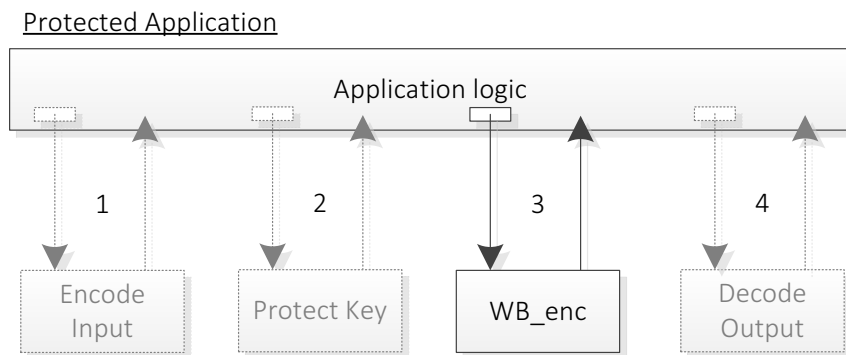 Protected Application
Application logic
1
2
3
4
Encode
Input
Protect Key
WB_enc
Decode
Output